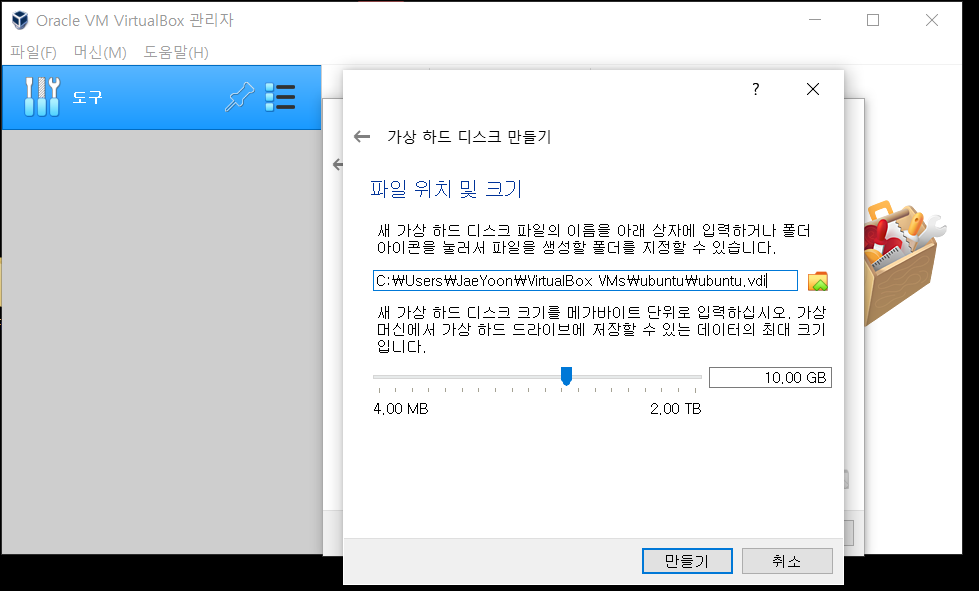 Oracle VM VirtualBox 관리자
파일(F) 머신(M) 도움말(H)
도구
?
가상 하드 디스크 만들기
파일 위치 및 크기
새 가상 하드 디스크 파일의 이름을 아래 상자에 입력하거나 폴더
아이콘을 눌러서 파일을 생성할 폴더를 지정할 수 있습니다.
C:₩Users₩JaeYoon₩VirtualBox VMs₩ubuntu₩ubuntu.vdi
새 가상 하드 디스크 크기를 메가바이트 단위로 입력하십시오. 가상
머신에서 가상 하드 드라이브에 저장할 수 있는 데이터의 최대 크기
입니다.
10.00 GB
4.00 MB 2.00 TB
만들기 취소